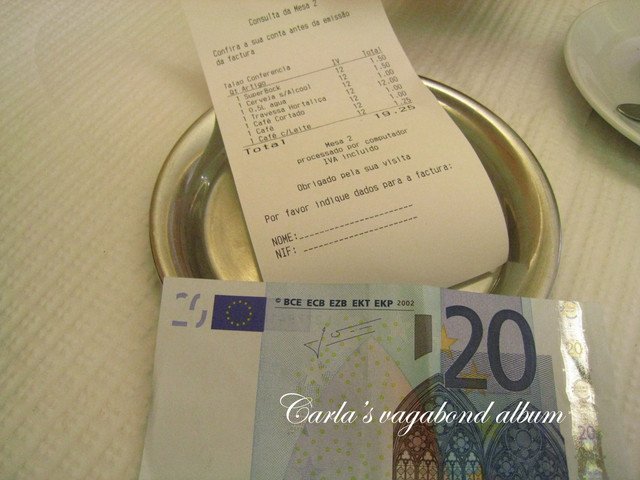 Consulta da Mesa 2
Confira a sua conta antes da emissão
da factura
Talao Conferencia
Qt Artigo IV Total
1 SuperBock 12 1.50
1 Cerveja s/Alcool 12 1.50
1 0.5L agua 12 1.00
1 Travessa Hortalica 12 12.00
1 Café Cortado 12 1.00
1 Café 12 1.00
1 Café c/Leite 12 1.25
Total 19.25
Mesa 2
processado por computador
IVA incluido
Obrigado pela sua visita
Por favor indique dados para a factura:
NOME:
NIF:
© BCE ECB EZB EKT EKP 2002
20
20
20
Carla's vagabond album